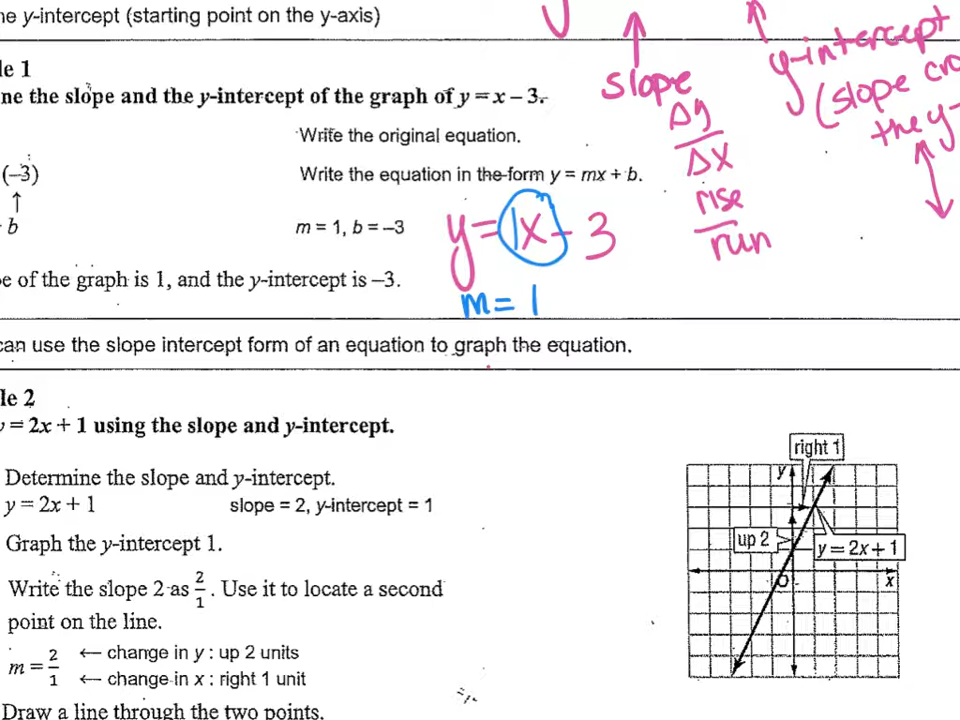 y-intercept (starting point on the y-axis)
slope
Δy
Δx
rise
run
y-intercept
(slope
the y-
1
the slope and the y-intercept of the graph of y = x – 3.
Write the original equation.
(–3)
Write the equation in the form y = mx + b.
↑
b
m = 1, b = –3
y = 1x - 3
m = 1
of the graph is 1, and the y-intercept is –3.
can use the slope intercept form of an equation to graph the equation.
2
y = 2x + 1 using the slope and y-intercept.
Determine the slope and y-intercept.
y = 2x + 1
slope = 2, y-intercept = 1
Graph the y-intercept 1.
Write the slope 2 as 2/1. Use it to locate a second
point on the line.
m = 2/1
← change in y : up 2 units
← change in x : right 1 unit
Draw a line through the two points.
right 1
y
up 2
y = 2x + 1
O
x